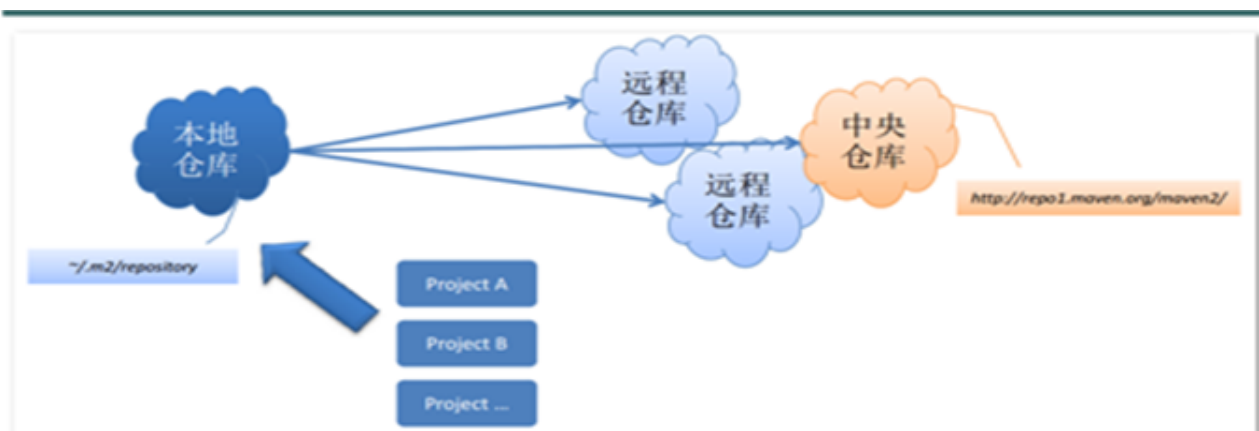 远程
仓库
本地
仓库
中央
仓库
远程
仓库
http://repo1.maven.org/maven2/
~/.m2/repository
Project A
Project B
Project ...